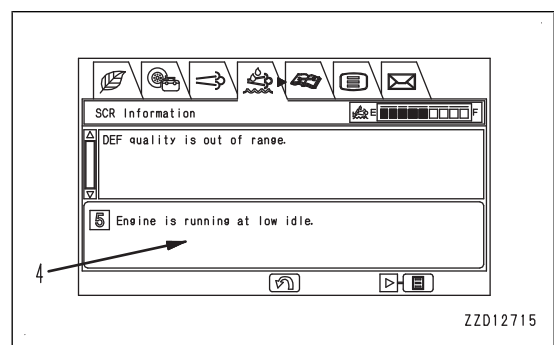 SCR Information
E F
DEF quality is out of range.
5 Engine is running at low idle.
4
ZZD12715